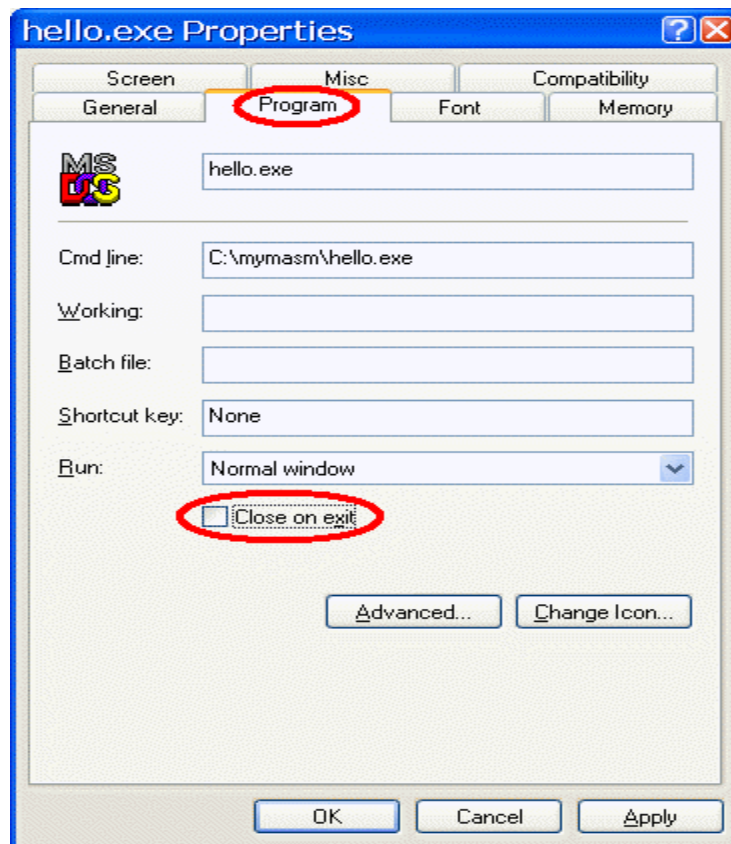 hello.exe Properties
Screen Misc Compatibility
General Program Font Memory
MS DOS hello.exe
Cmd line: C:\mymasm\hello.exe
Working:
Batch file:
Shortcut key: None
Run: Normal window
Close on exit
Advanced... Change Icon...
OK Cancel Apply